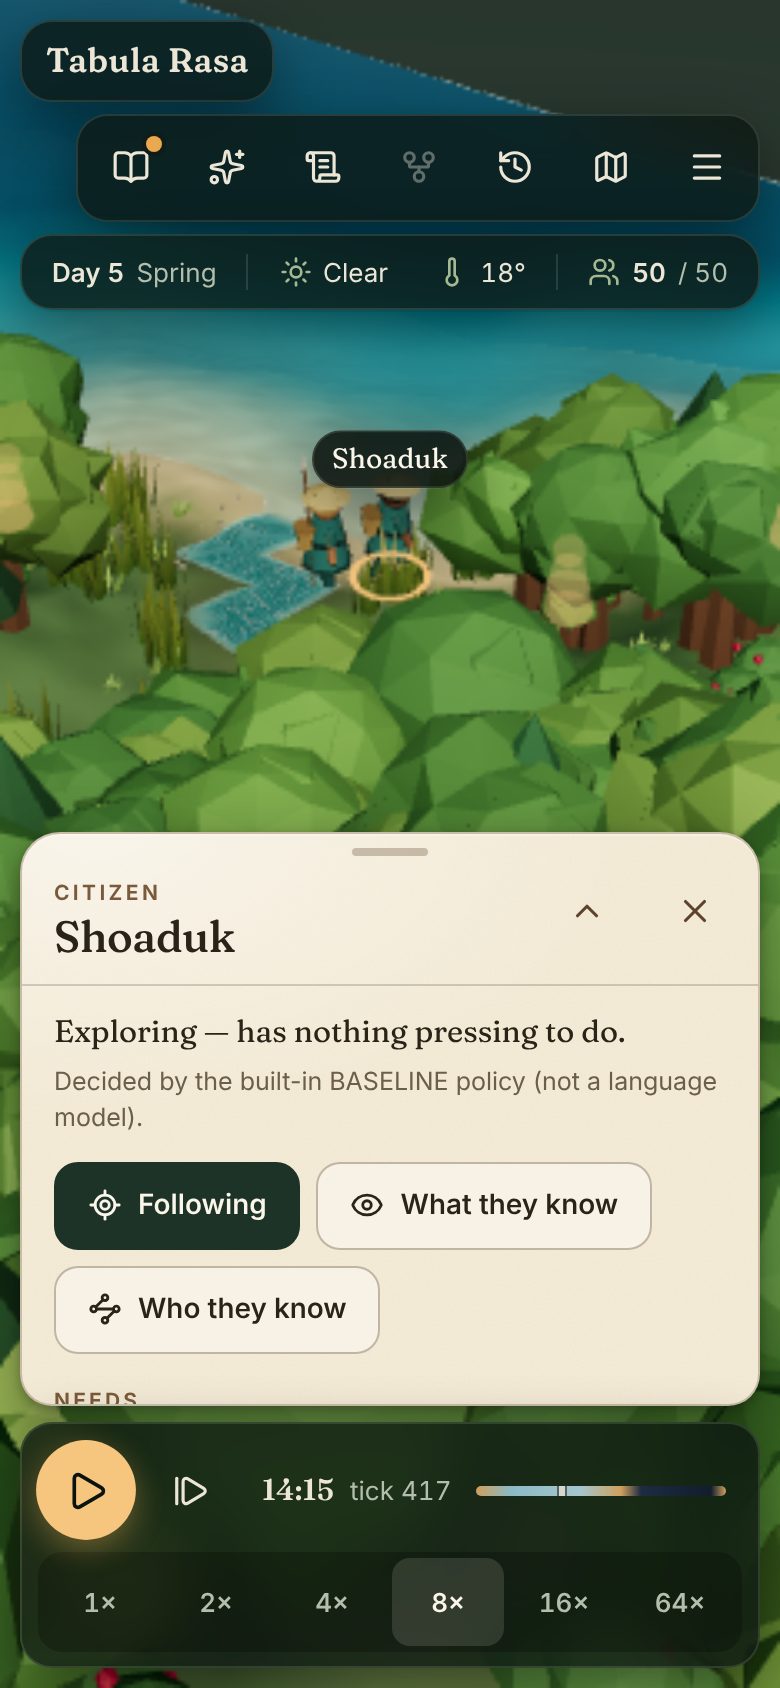 Tabula Rasa
Day 5 Spring Clear 18° 50 / 50
Shoaduk
CITIZEN
Shoaduk
Exploring — has nothing pressing to do.
Decided by the built-in BASELINE policy (not a language
model).
Following What they know
Who they know
NEEDS
14:15 tick 417
1× 2× 4× 8× 16× 64×